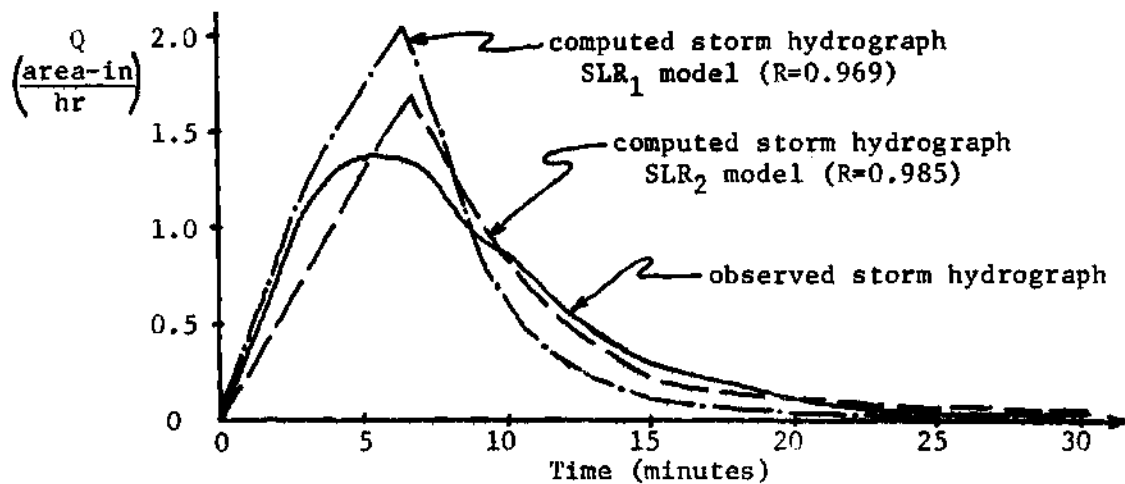 Q
(area-in/hr)
2.0
1.5
1.0
0.5
0
computed storm hydrograph
SLR₁ model (R=0.969)
computed storm hydrograph
SLR₂ model (R=0.985)
observed storm hydrograph
0 5 10 15 20 25 30
Time (minutes)